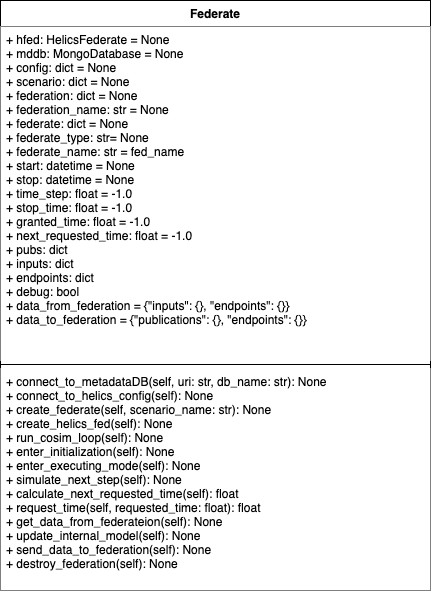 Federate
+ hfed: HelicsFederate = None
+ mddb: MongoDatabase = None
+ config: dict = None
+ scenario: dict = None
+ federation: dict = None
+ federation_name: str = None
+ federate: dict = None
+ federate_type: str= None
+ federate_name: str = fed_name
+ start: datetime = None
+ stop: datetime = None
+ time_step: float = -1.0
+ stop_time: float = -1.0
+ granted_time: float = -1.0
+ next_requested_time: float = -1.0
+ pubs: dict
+ inputs: dict
+ endpoints: dict
+ debug: bool
+ data_from_federation = {"inputs": {}, "endpoints": {}}
+ data_to_federation = {"publications": {}, "endpoints": {}}
+ connect_to_metadataDB(self, uri: str, db_name: str): None
+ connect_to_helics_config(self): None
+ create_federate(self, scenario_name: str): None
+ create_helics_fed(self): None
+ run_cosim_loop(self): None
+ enter_initialization(self): None
+ enter_executing_mode(self): None
+ simulate_next_step(self): None
+ calculate_next_requested_time(self): float
+ request_time(self, requested_time: float): float
+ get_data_from_federateion(self): None
+ update_internal_model(self): None
+ send_data_to_federation(self): None
+ destroy_federation(self): None